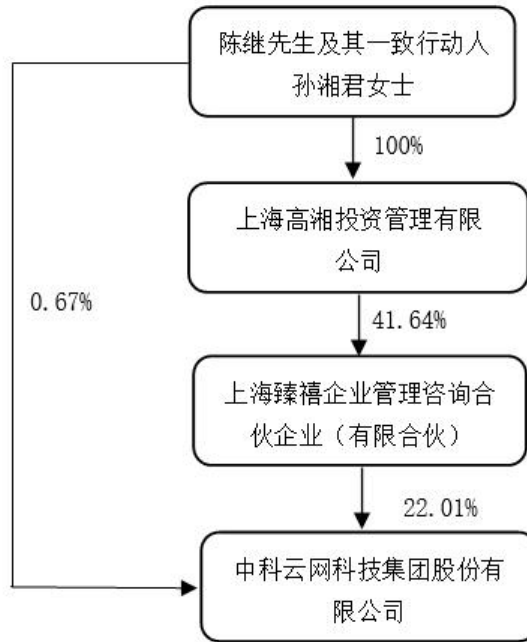 陈继先生及其一致行动人
孙湘君女士
100%
上海高湘投资管理有限
公司
0.67%
41.64%
上海臻禧企业管理咨询合
伙企业（有限合伙）
22.01%
中科云网科技集团股份有
限公司